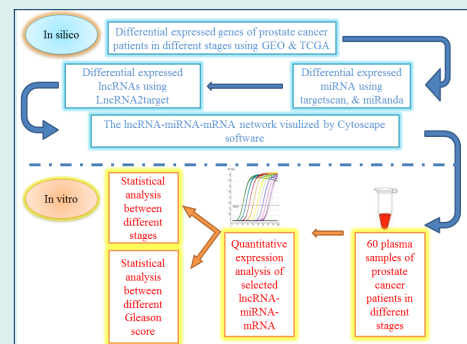 In silico
Differential expressed genes of prostate cancer
patients in different stages using GEO & TCGA
Differential expressed
lncRNAs using
LncRNA2target
Differential expressed
miRNA using
targetscan, & miRanda
The lncRNA-miRNA-mRNA network visulized by Cytoscape
software
In vitro
Statistical
analysis
between
different
stages
Statistical
analysis
between
different
Gleason
score
Quantitative
expression
analysis of
selected
lncRNA-
miRNA-
mRNA
60 plasma
samples of
prostate
cancer
patients in
different
stages